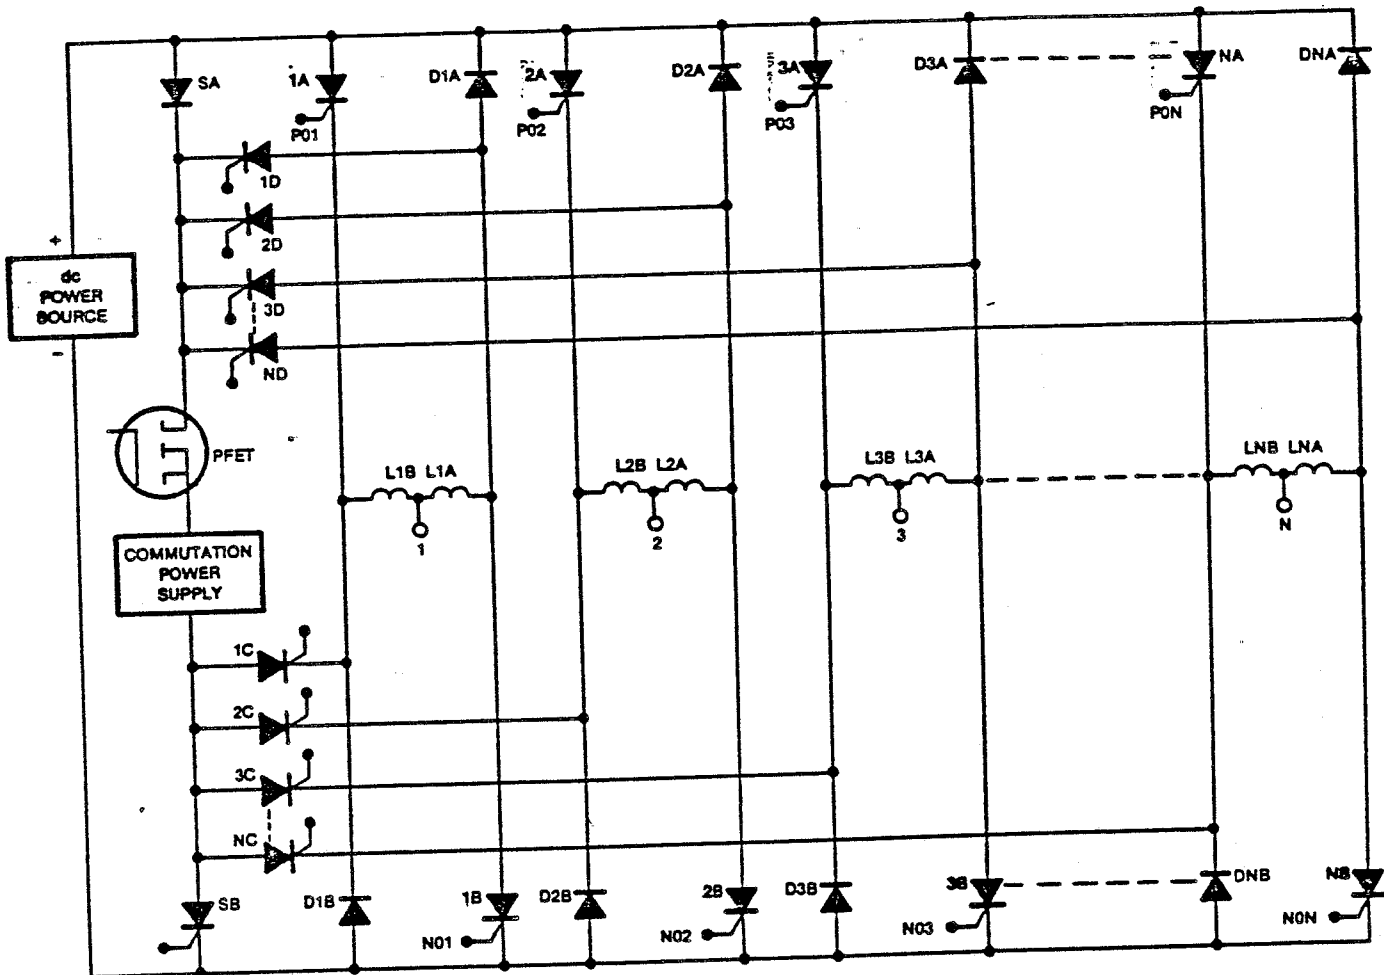 SA
1A
D1A
2A
D2A
3A
D3A
NA
DNA
P01
P02
P03
P0N
1D
2D
3D
ND
+
dc
POWER
SOURCE
-
PFET
L1B L1A
L2B L2A
L3B L3A
LNB LNA
1
2
3
N
COMMUTATION
POWER
SUPPLY
1C
2C
3C
NC
SB
D1B
1B
D2B
2B
D3B
3B
DNB
NB
N01
N02
N03
N0N